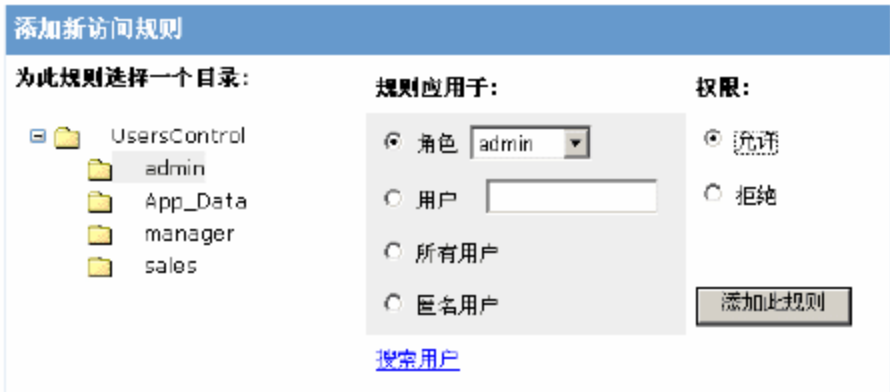 添加新访问规则
为此规则选择一个目录：
UsersControl
admin
App_Data
manager
sales
规则应用于：
角色 admin
用户
所有用户
匿名用户
搜索用户
权限：
允许
拒绝
添加此规则